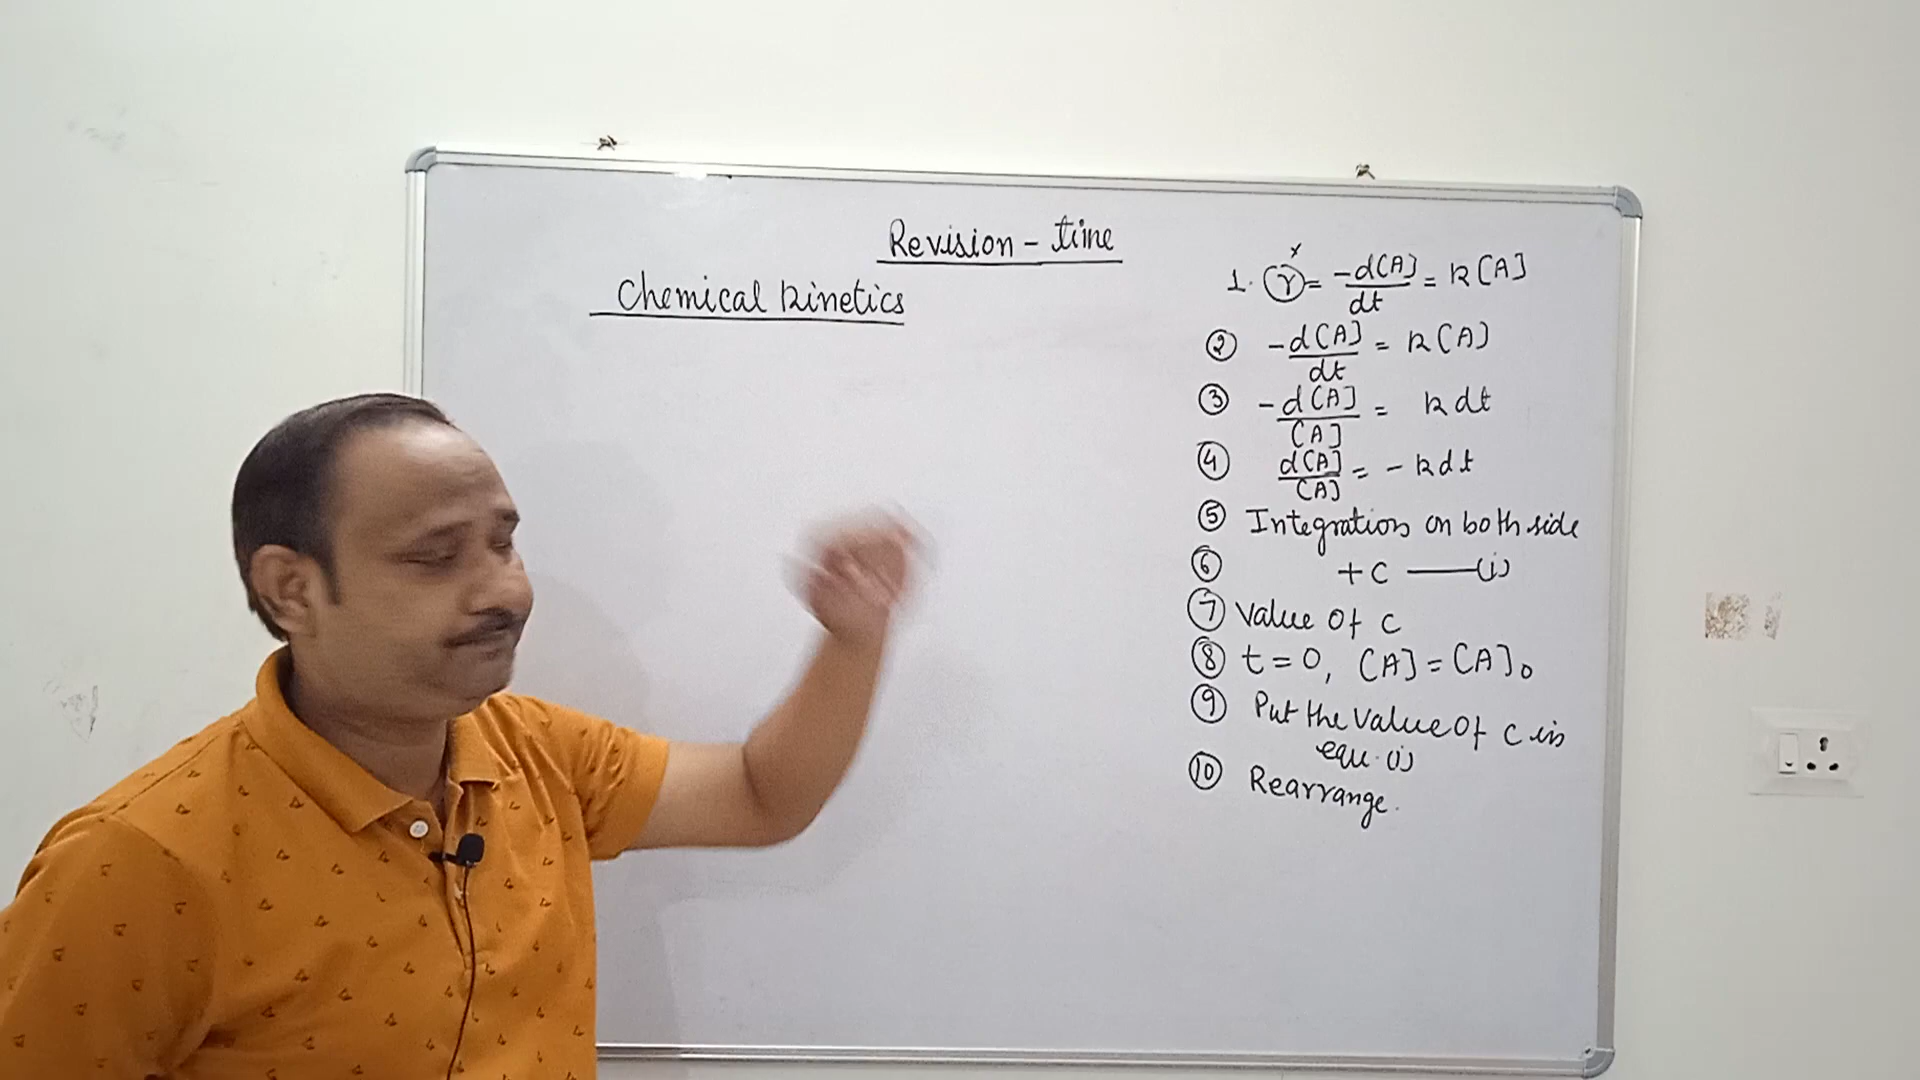 Revision - time
Chemical kinetics
1. r = -d[A]/dt = k[A]
② -d[A]/dt = k[A]
③ -d[A]/[A] = k dt
④ d[A]/[A] = - k dt
⑤ Integration on both side
⑥ + C —— (i)
⑦ Value of C
⑧ t = 0, [A] = [A]₀
⑨ Put the value of C in
equ. (i)
⑩ Rearrange.